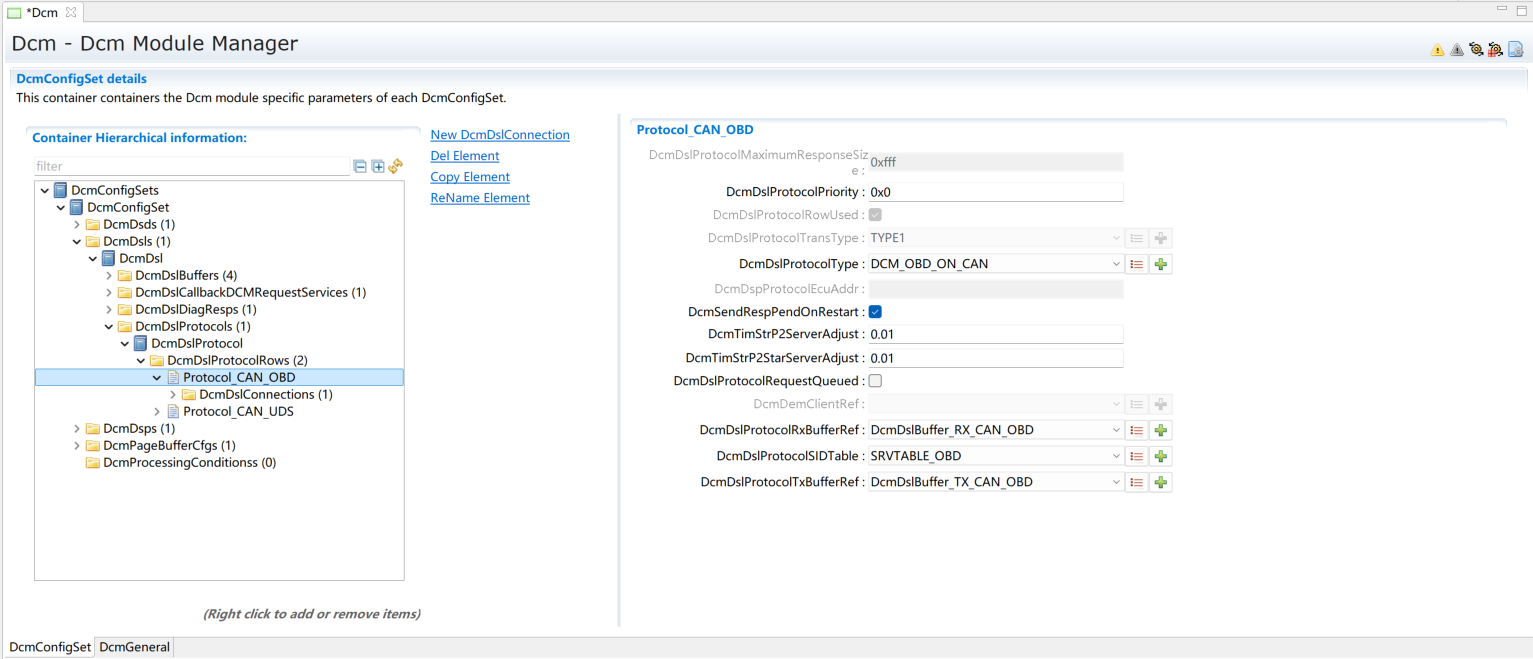 *Dcm
Dcm - Dcm Module Manager
DcmConfigSet details
This container containers the Dcm module specific parameters of each DcmConfigSet.
Container Hierarchical information:
filter
DcmConfigSets
DcmConfigSet
DcmDsds (1)
DcmDsls (1)
DcmDsl
DcmDslBuffers (4)
DcmDslCallbackDCMRequestServices (1)
DcmDslDiagResps (1)
DcmDslProtocols (1)
DcmDslProtocol
DcmDslProtocolRows (2)
Protocol_CAN_OBD
DcmDslConnections (1)
Protocol_CAN_UDS
DcmDsps (1)
DcmPageBufferCfgs (1)
DcmProcessingConditionss (0)
(Right click to add or remove items)
New DcmDslConnection
Del Element
Copy Element
ReName Element
Protocol_CAN_OBD
DcmDslProtocolMaximumResponseSiz
e : 0xfff
DcmDslProtocolPriority : 0x0
DcmDslProtocolRowUsed :
DcmDslProtocolTransType : TYPE1
DcmDslProtocolType : DCM_OBD_ON_CAN
DcmDspProtocolEcuAddr :
DcmSendRespPendOnRestart :
DcmTimStrP2ServerAdjust : 0.01
DcmTimStrP2StarServerAdjust : 0.01
DcmDslProtocolRequestQueued :
DcmDemClientRef :
DcmDslProtocolRxBufferRef : DcmDslBuffer_RX_CAN_OBD
DcmDslProtocolSIDTable : SRVTABLE_OBD
DcmDslProtocolTxBufferRef : DcmDslBuffer_TX_CAN_OBD
DcmConfigSet DcmGeneral